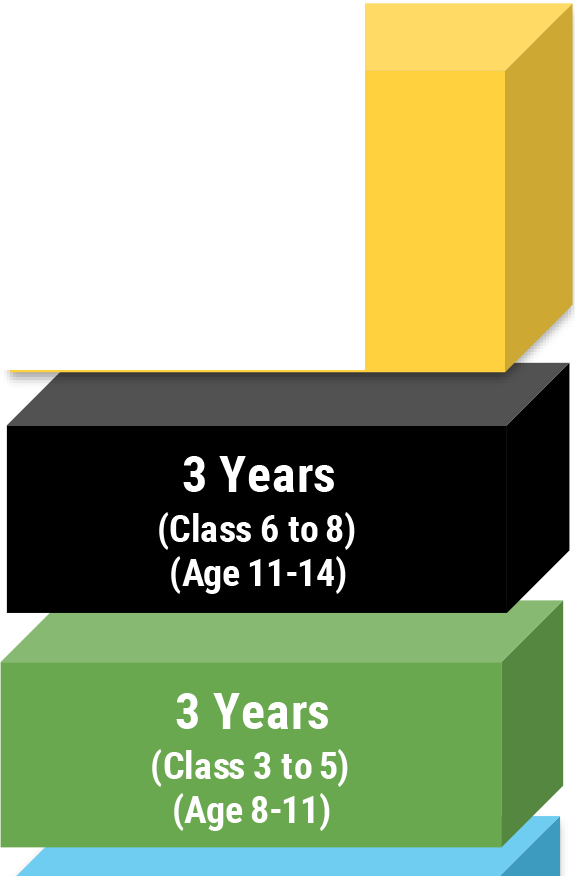 3 Years
(Class 6 to 8)
(Age 11-14)
3 Years
(Class 3 to 5)
(Age 8-11)